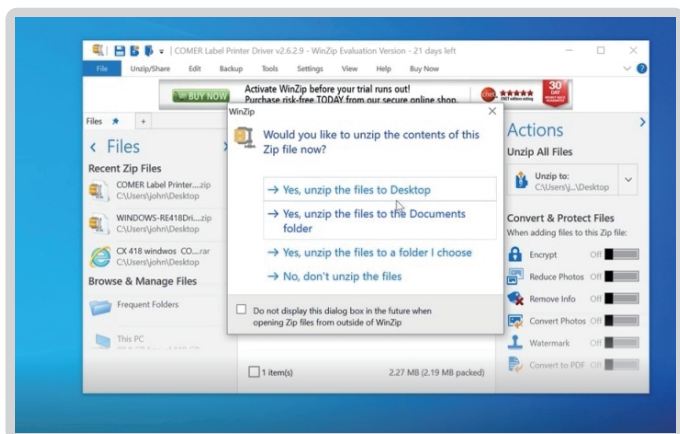 COMER Label Printer Driver v2.6.2.9 - WinZip Evaluation Version - 21 days left
File Unzip/Share Edit Backup Tools Settings View Help Buy Now
BUY NOW
Activate WinZip before your trial runs out!
Purchase risk-free TODAY from our secure online shop.
cnet
30
DAY
Files
+
Files
Recent Zip Files
COMER Label Printer...zip
C:\Users\john\Desktop
WINDOWS-RE418Dri...zip
C:\Users\john\Desktop
CX 418 windwos CO....rar
C:\Users\john\Desktop
Browse & Manage Files
Frequent Folders
This PC
WinZip
Would you like to unzip the contents of this
Zip file now?
→ Yes, unzip the files to Desktop
→ Yes, unzip the files to the Documents
folder
→ Yes, unzip the files to a folder I choose
→ No, don't unzip the files
Do not display this dialog box in the future when
opening Zip files from outside of WinZip
1 item(s) 2.27 MB (2.19 MB packed)
Actions
Unzip All Files
Unzip to:
C:\Users\j...\Desktop
Convert & Protect Files
When adding files to this Zip file:
Encrypt Off
Reduce Photos Off
Remove Info Off
Convert Photos Off
Watermark Off
Convert to PDF Off